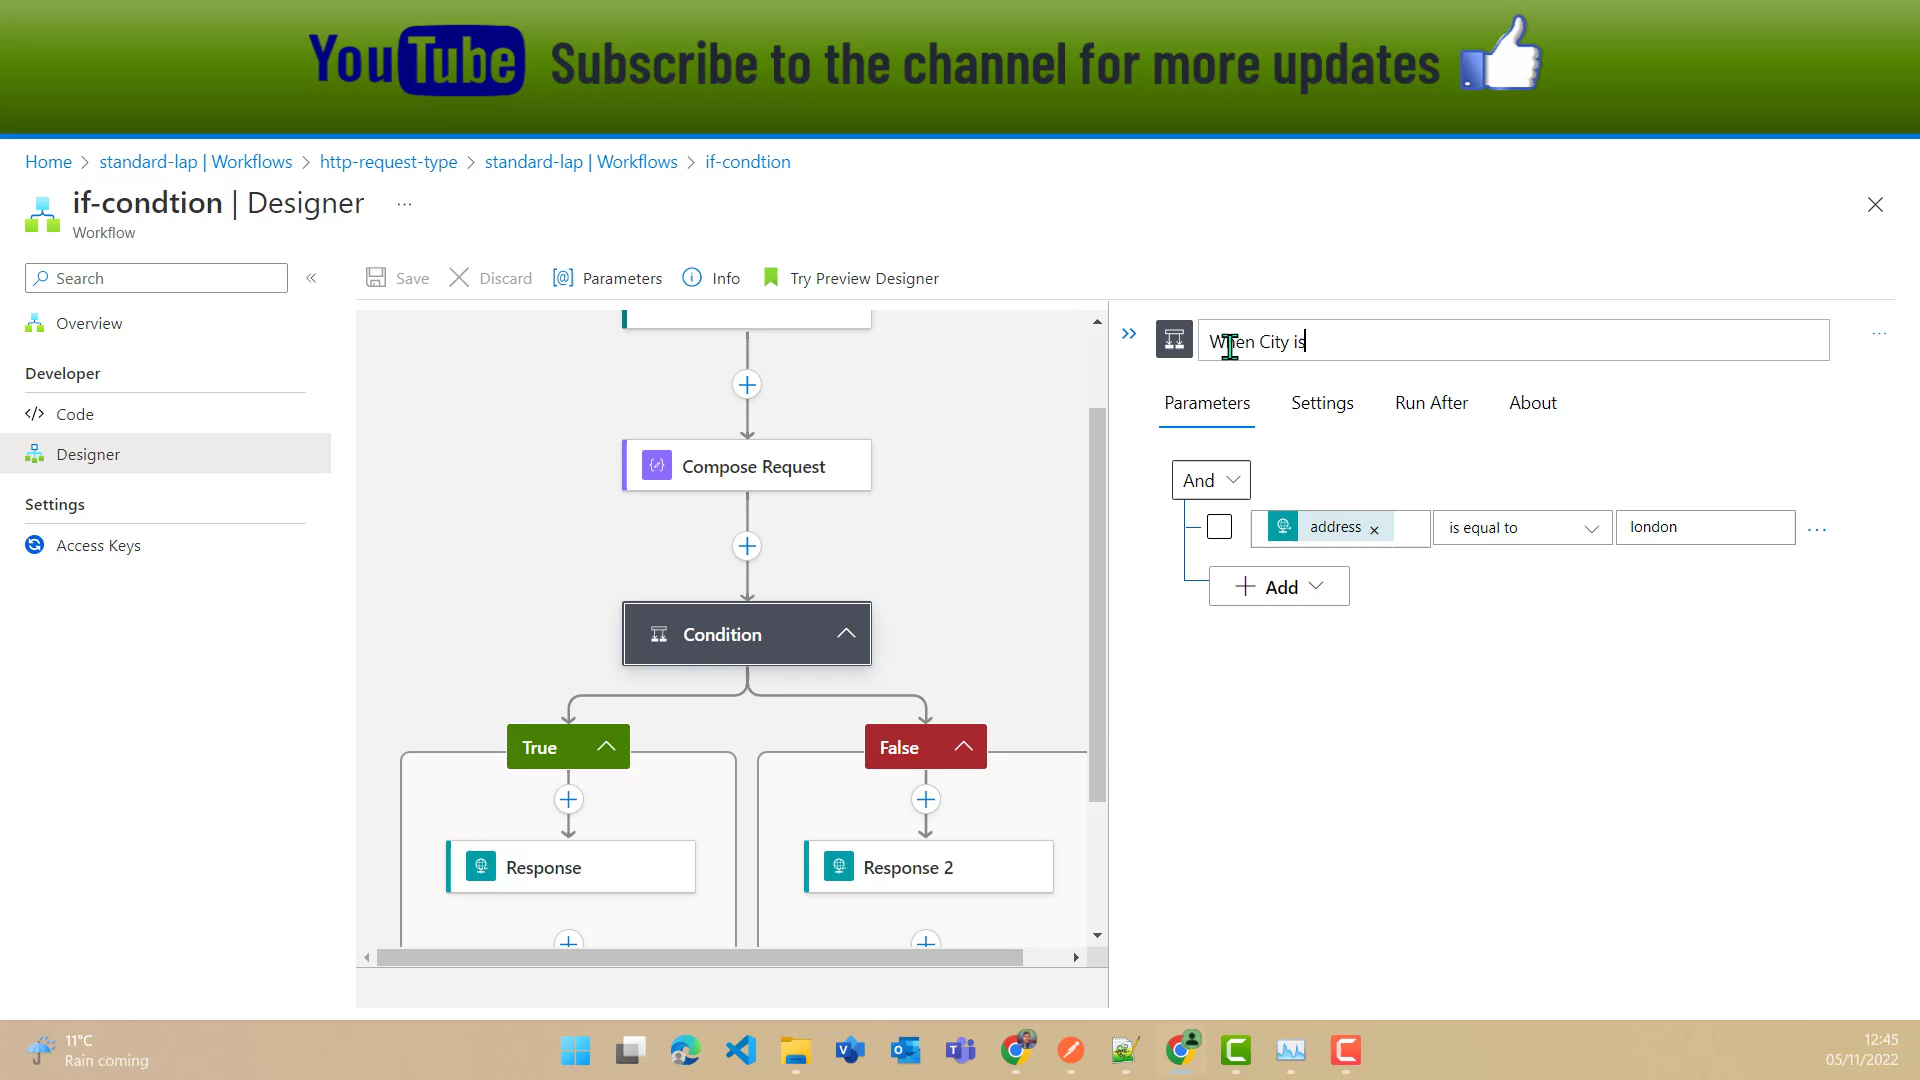 YouTube Subscribe to the channel for more updates
Home > standard-lap | Workflows > http-request-type > standard-lap | Workflows > if-condtion
if-condtion | Designer ...
Workflow
Search «
Save Discard Parameters Info Try Preview Designer
Overview
Developer
Code
Designer
Settings
Access Keys
Compose Request
Condition
True
False
Response
Response 2
When City is
...
Parameters Settings Run After About
And
address × is equal to london ...
Add
11°C
Rain coming
12:45
05/11/2022